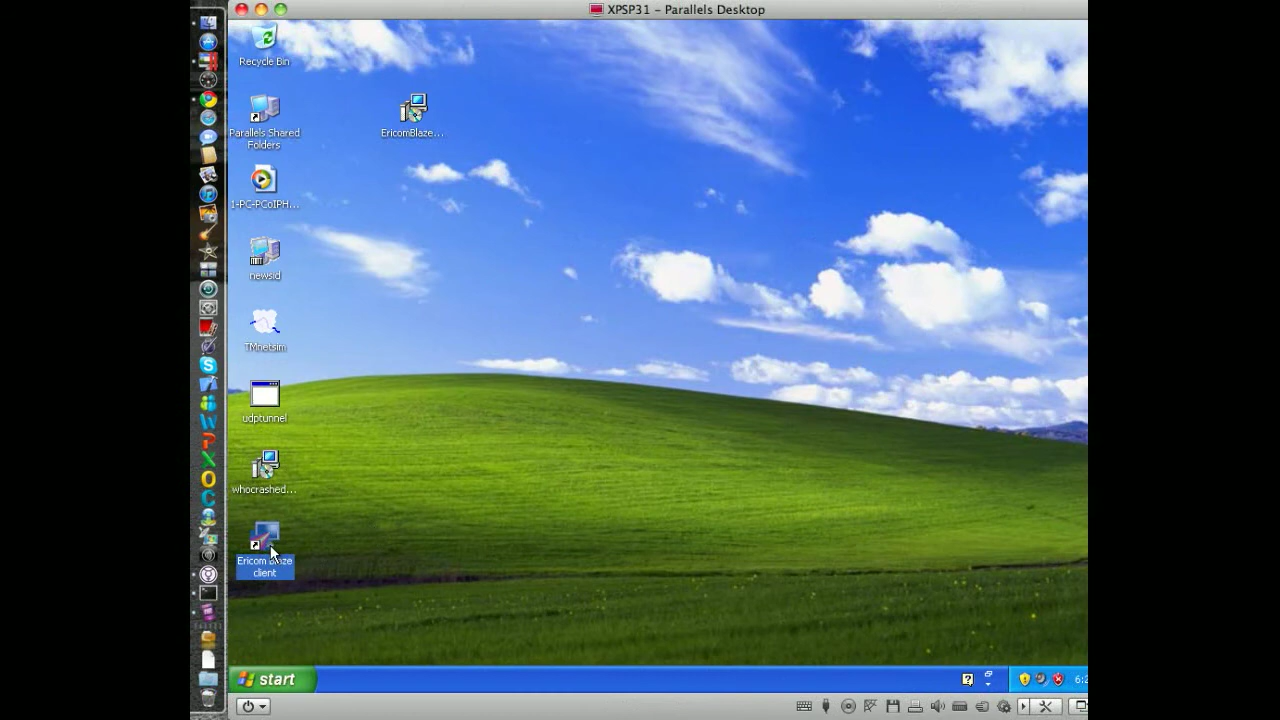 XPSP31 – Parallels Desktop
Recycle Bin
EricomBlaze...
Parallels Shared
Folders
1-PC-PCoIPH...
newsid
TMnetsim
udptunnel
whocrashed...
Ericom Blaze
client
start